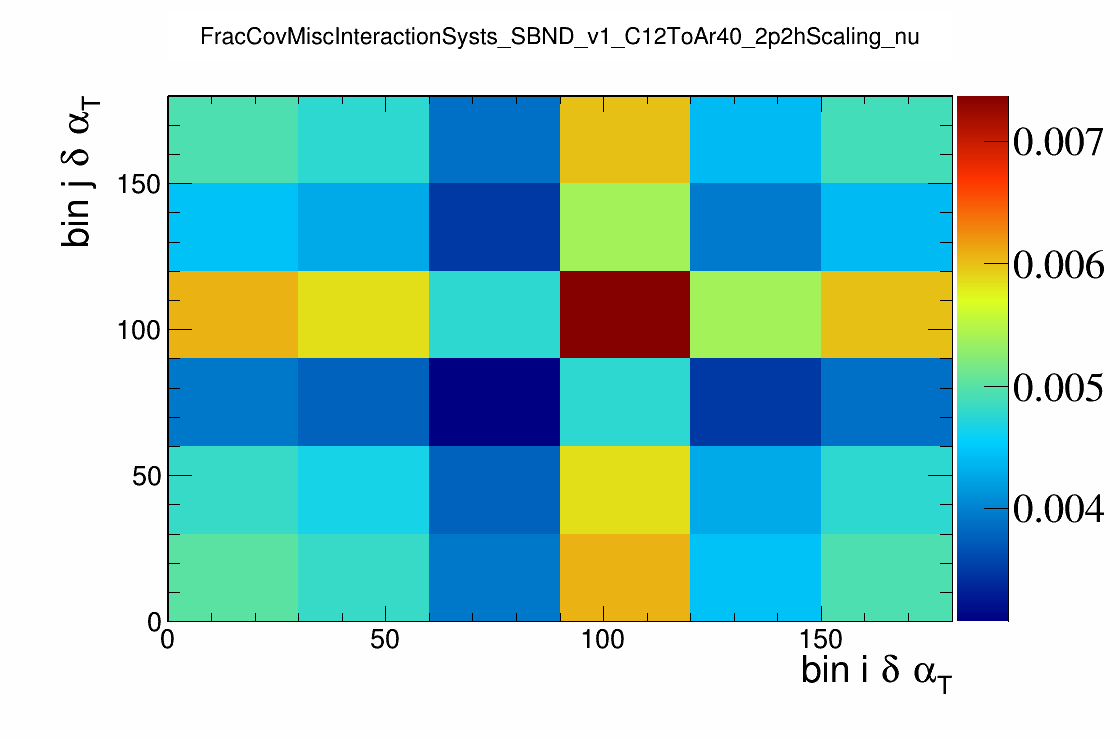 FracCovMiscInteractionSysts_SBND_v1_C12ToAr40_2p2hScaling_nu
bin j δ α_T
150
100
50
0
0 50 100 150
bin i δ α_T
0.007
0.006
0.005
0.004